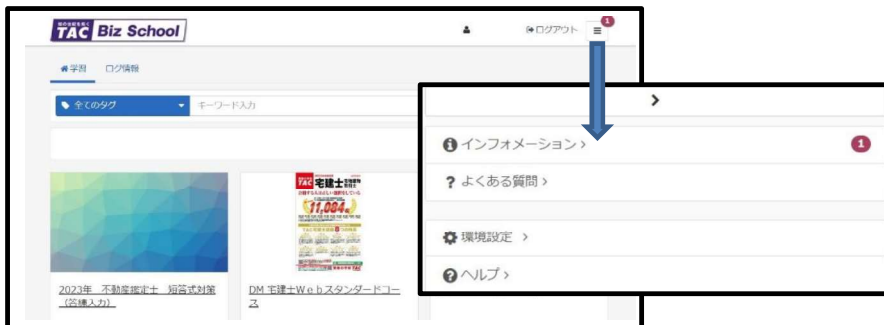 TAC Biz School
ログアウト
1
学習 ログ情報
全てのタグ キーワード入力
インフォメーション
1
よくある質問
環境設定
ヘルプ
TAC 宅建士
11,084
2023年 不動産鑑定士 短答式対策
（答練入力）
DM 宅建士Ｗｅｂスタンダードコー
ス